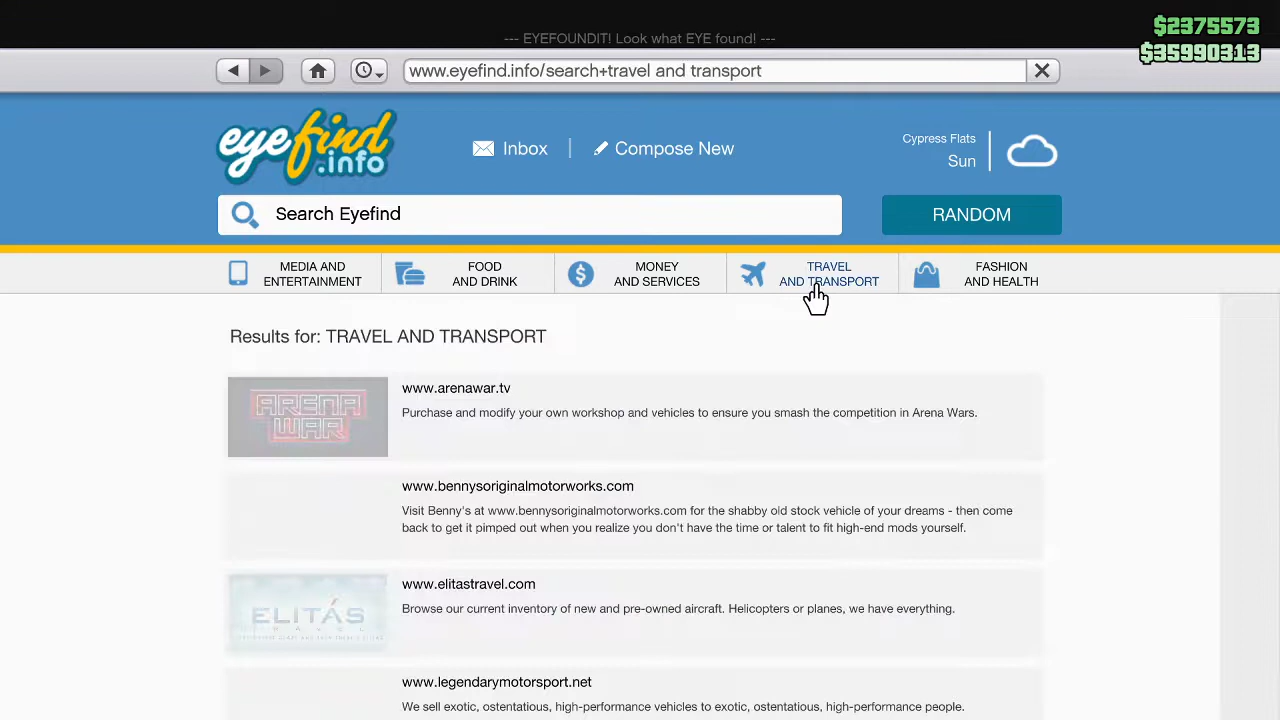 $2375573
--- EYEFOUNDIT! Look what EYE found! ---
$35990313
www.eyefind.info/search+travel and transport
eyefind
.info
Inbox
Compose New
Cypress Flats
Sun
Search Eyefind
RANDOM
MEDIA AND
ENTERTAINMENT
FOOD
AND DRINK
MONEY
AND SERVICES
TRAVEL
AND TRANSPORT
FASHION
AND HEALTH
Results for: TRAVEL AND TRANSPORT
ARENA
WAR
www.arenawar.tv
Purchase and modify your own workshop and vehicles to ensure you smash the competition in Arena Wars.
www.bennysoriginalmotorworks.com
Visit Benny's at www.bennysoriginalmotorworks.com for the shabby old stock vehicle of your dreams - then come
back to get it pimped out when you realize you don't have the time or talent to fit high-end mods yourself.
ELITÁS
TRAVEL
www.elitastravel.com
Browse our current inventory of new and pre-owned aircraft. Helicopters or planes, we have everything.
www.legendarymotorsport.net
We sell exotic, ostentatious, high-performance vehicles to exotic, ostentatious, high-performance people.